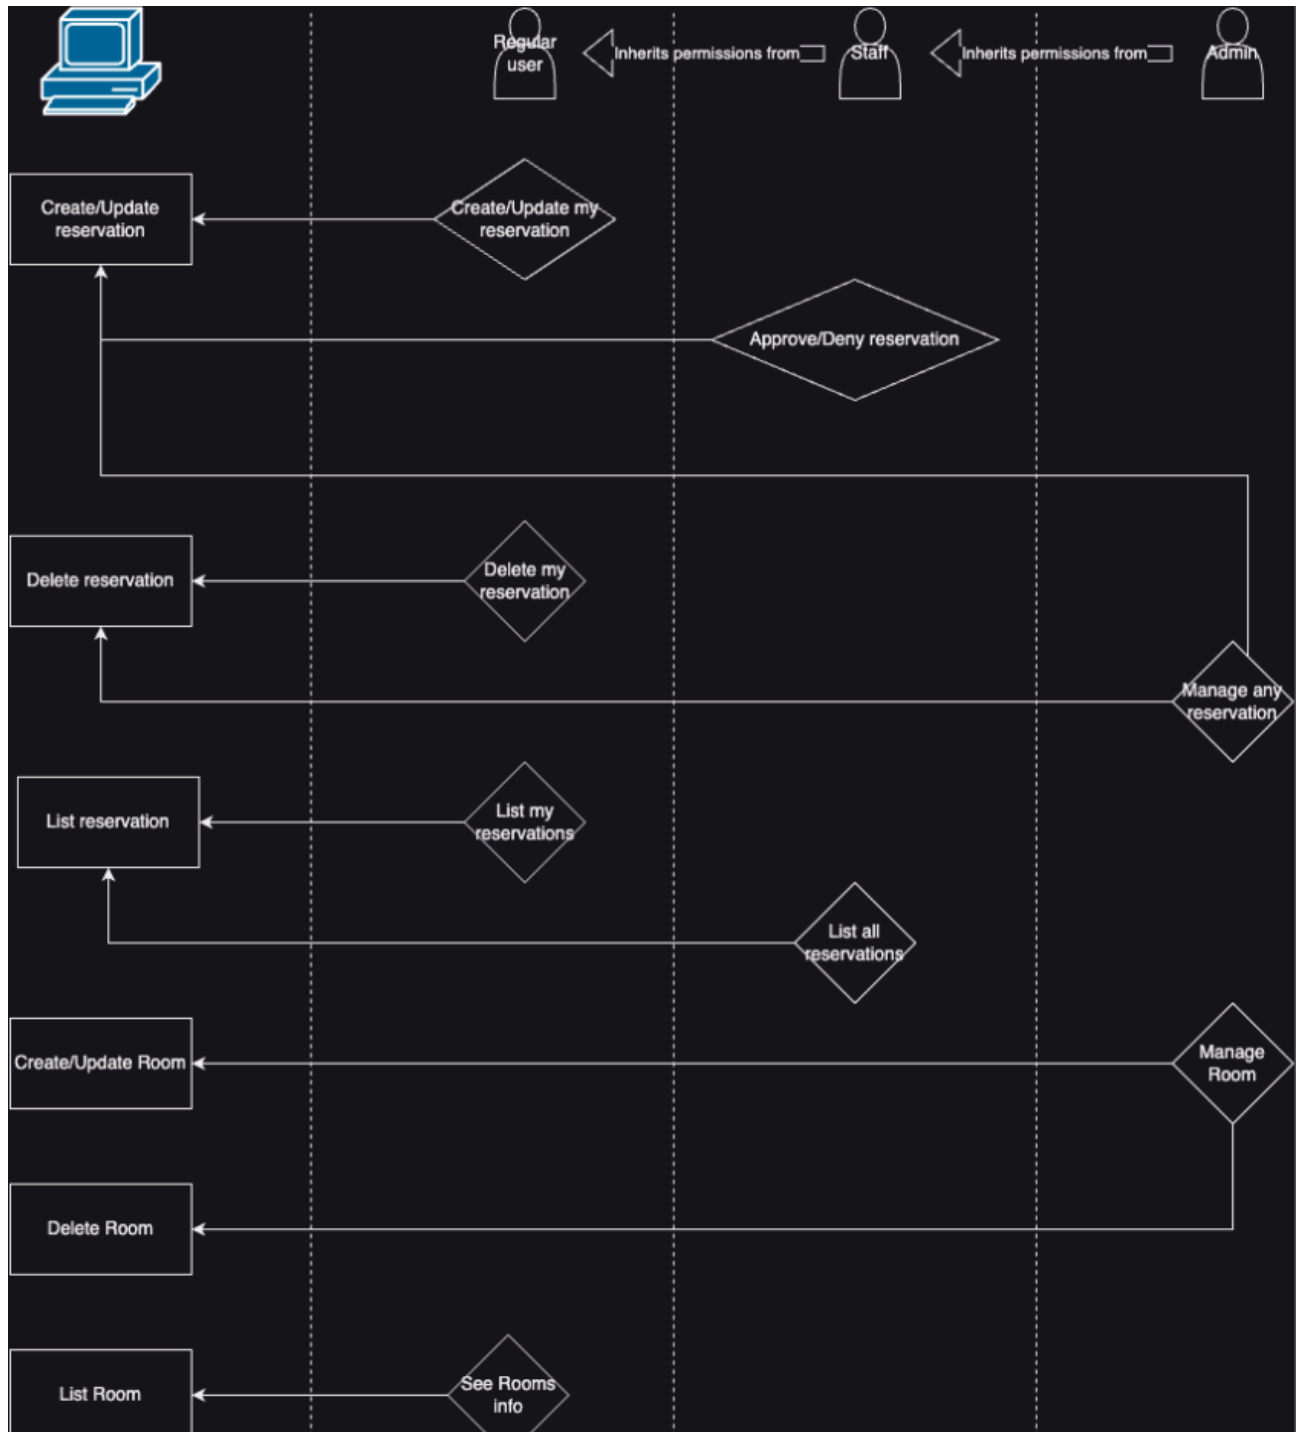 Regular
user
Inherits permissions from
Staff
Inherits permissions from
Admin
Create/Update
reservation
Create/Update my
reservation
Approve/Deny reservation
Delete reservation
Delete my
reservation
Manage any
reservation
List reservation
List my
reservations
List all
reservations
Create/Update Room
Manage
Room
Delete Room
List Room
See Rooms
info